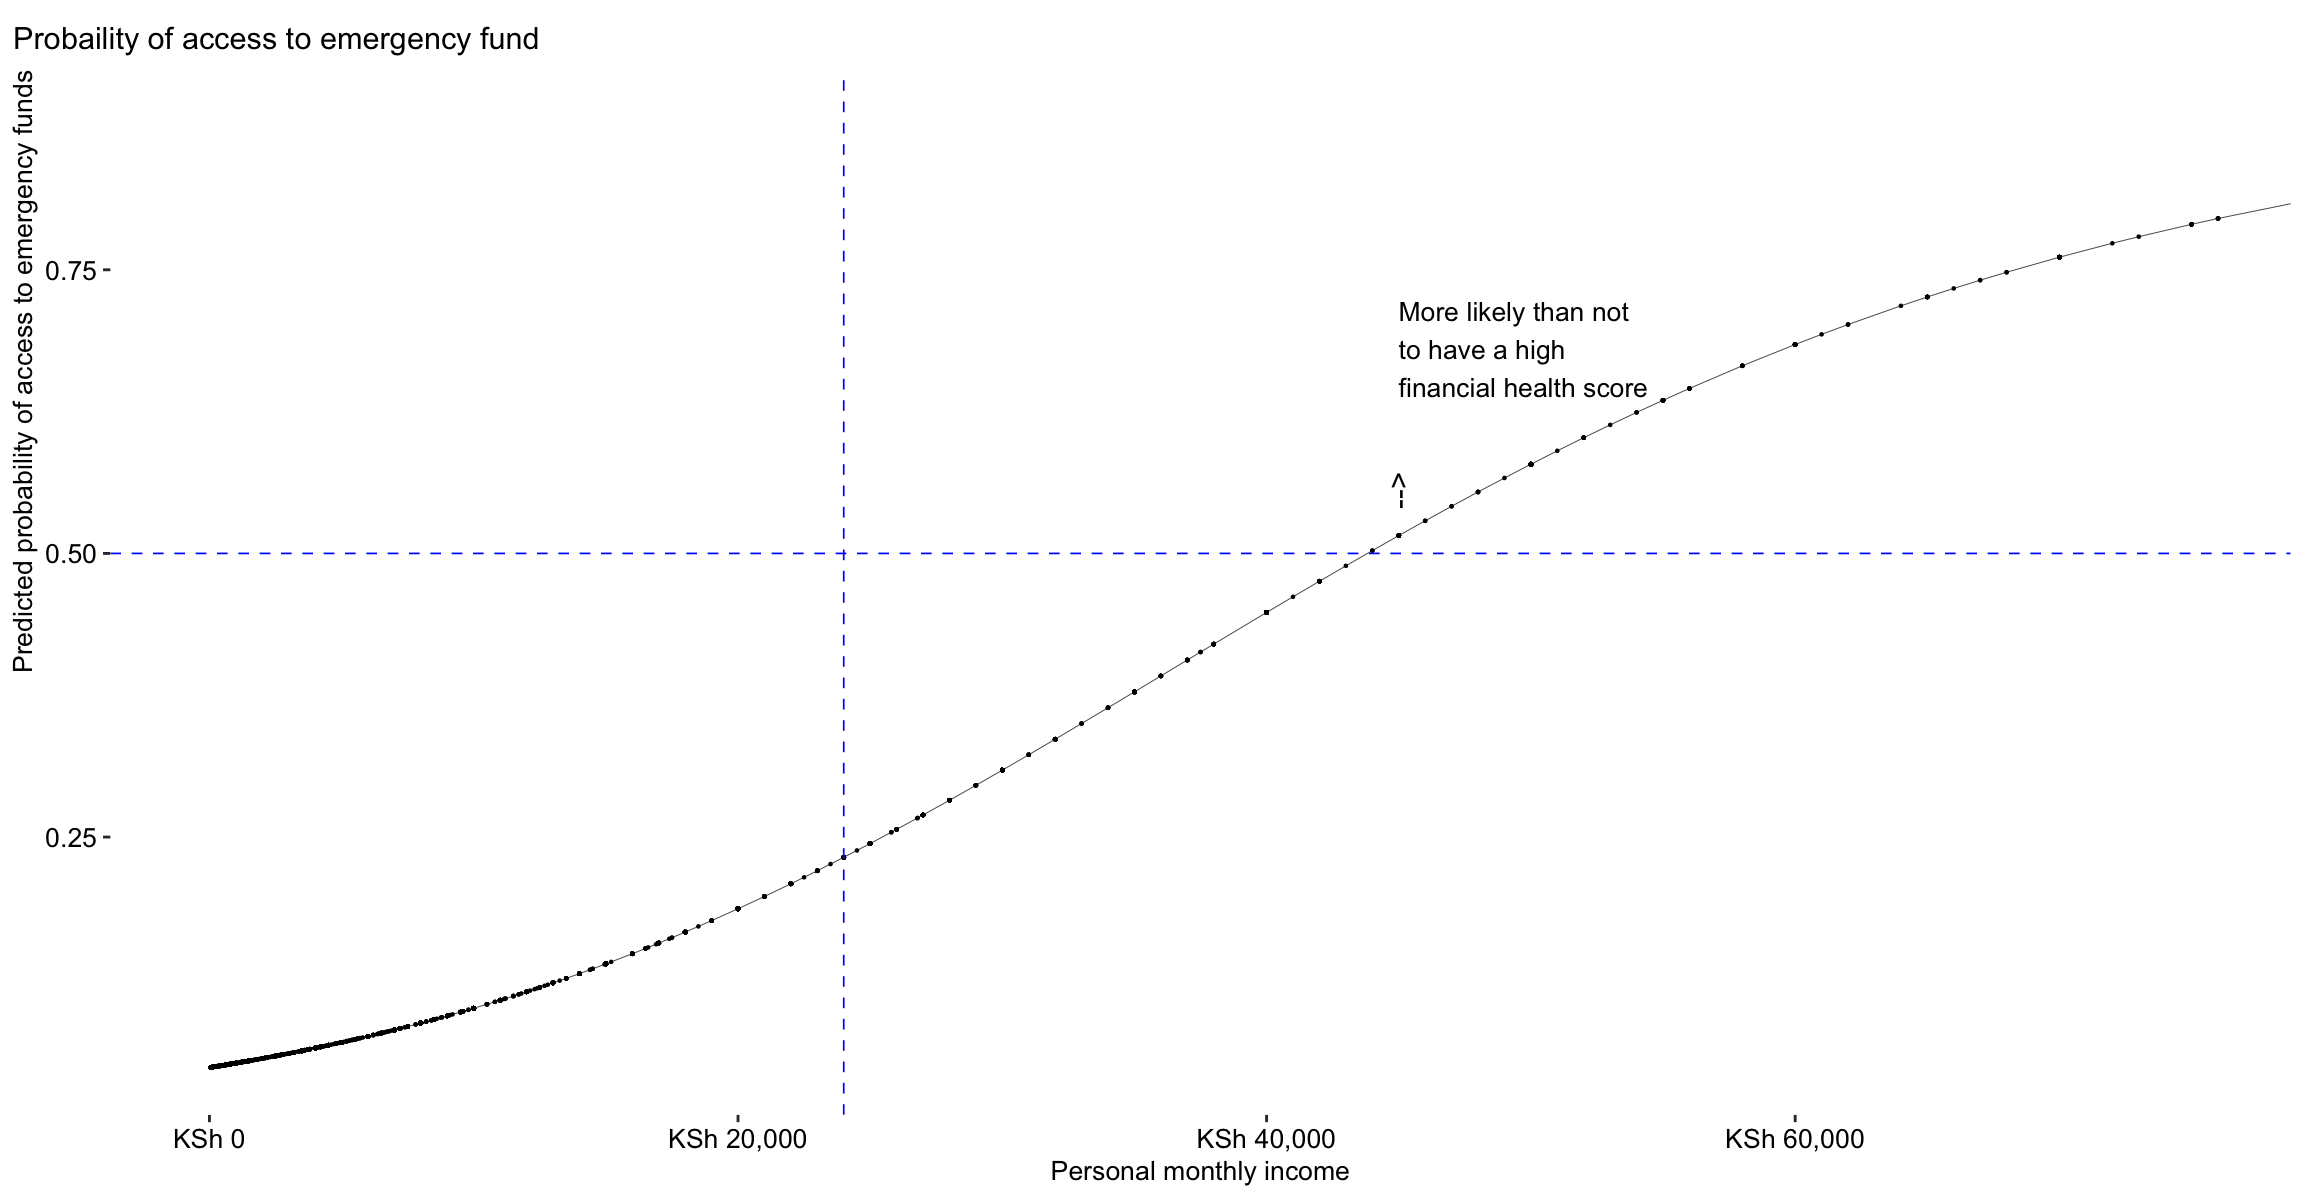 Probaility of access to emergency fund
Predicted probability of access to emergency funds
0.75
0.50
0.25
More likely than not
to have a high
financial health score
KSh 0
KSh 20,000
KSh 40,000
KSh 60,000
Personal monthly income